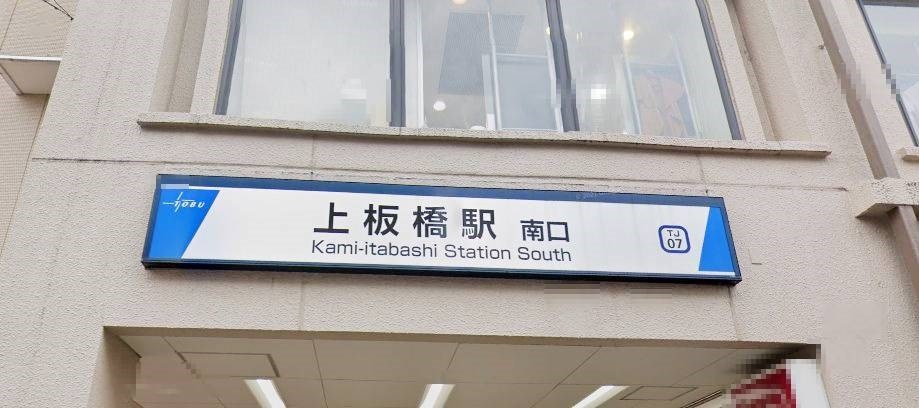 TOBU
上板橋駅 南口
Kami-itabashi Station South
TJ
07